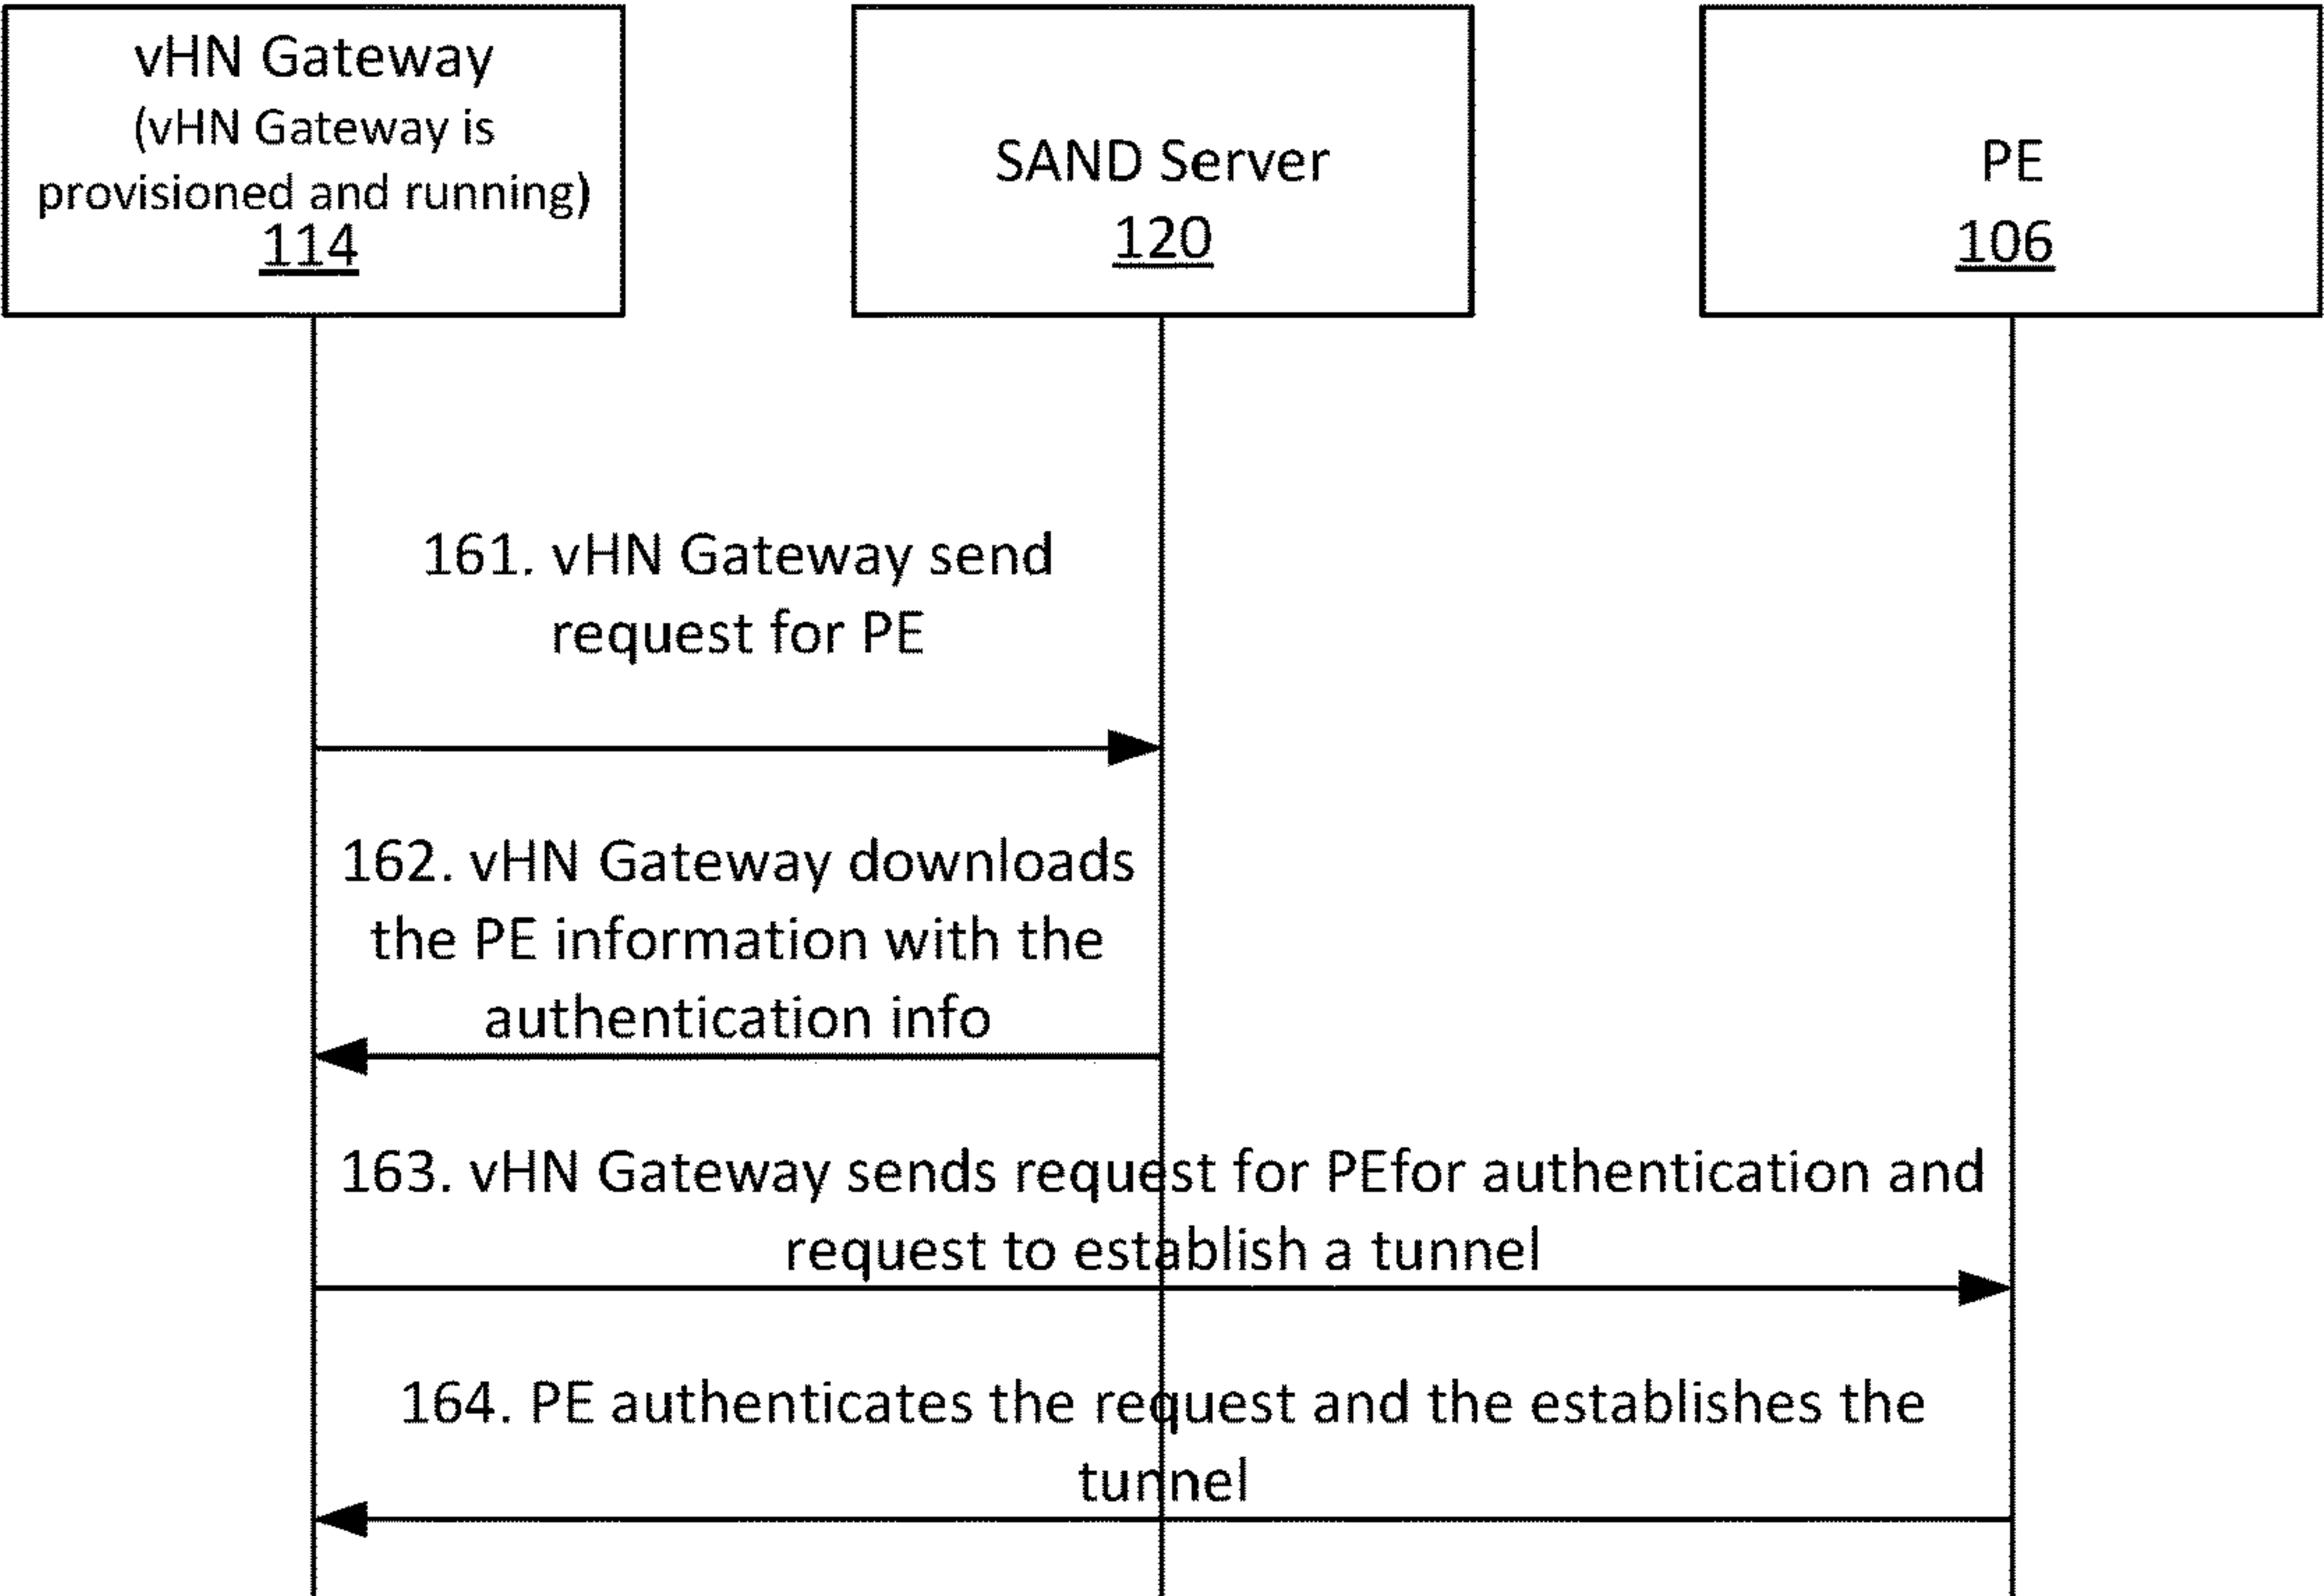 vHN Gateway
(vHN Gateway is
provisioned and running)
114
SAND Server
120
PE
106
161. vHN Gateway send
request for PE
162. vHN Gateway downloads
the PE information with the
authentication info
163. vHN Gateway sends request for PEfor authentication and
request to establish a tunnel
164. PE authenticates the request and the establishes the
tunnel